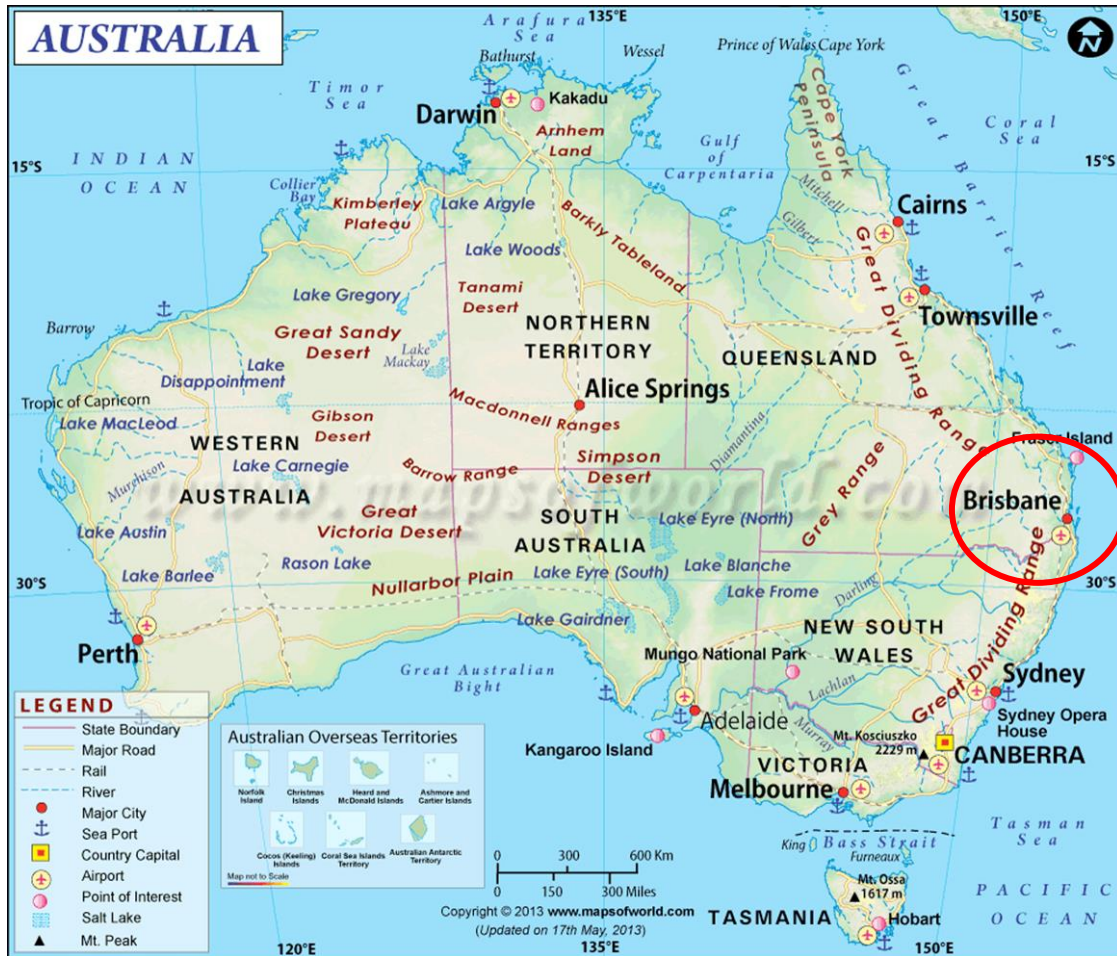 AUSTRALIA
Arafura
Sea
135°E
150°E
N
Bathurst
Wessel
Prince of Wales
Cape York
Timor
Sea
Darwin
Kakadu
Arnhem
Land
Cape York
Peninsula
Great Barrier Reef
Coral
Sea
INDIAN
OCEAN
15°S
15°S
Gulf
of
Carpentaria
Collier
Bay
Kimberley
Plateau
Lake Argyle
Mitchell
Gilbert
Cairns
Lake Woods
Barkly Tableland
Great Dividing Range
Lake Gregory
Tanami
Desert
Townsville
Barrow
Great Sandy
Desert
Lake
Mackay
NORTHERN
TERRITORY
QUEENSLAND
Lake
Disappointment
Alice Springs
Tropic of Capricorn
Lake MacLeod
Gibson
Desert
Macdonnell Ranges
Diamantina
WESTERN
AUSTRALIA
Murchison
Lake Carnegie
Barrow Range
Simpson
Desert
Grey Range
Fraser Island
www.mapsofworld.com
Brisbane
Lake Austin
Great
Victoria Desert
SOUTH
AUSTRALIA
Lake Eyre (North)
Lake Barlee
Rason Lake
Nullarbor Plain
Lake Eyre (South)
Lake Blanche
Lake Frome
30°S
30°S
Darling
Great Dividing Range
Lake Gairdner
Perth
Great Australian
Bight
Mungo National Park
NEW SOUTH
WALES
Lachlan
Sydney
Sydney Opera
House
Adelaide
Murray
Kangaroo Island
Mt. Kosciuszko
2229 m
CANBERRA
VICTORIA
Melbourne
LEGEND
State Boundary
Major Road
Rail
River
Major City
Sea Port
Country Capital
Airport
Point of Interest
Salt Lake
Mt. Peak
Australian Overseas Territories
Norfolk
Island
Christmas
Islands
Heard and
McDonald Islands
Ashmore and
Cartier Islands
Cocos (Keeling)
Islands
Coral Sea Islands
Territory
Australian Antarctic
Territory
Map not to Scale
0 300 600 Km
0 150 300 Miles
Copyright © 2013 www.mapsofworld.com
(Updated on 17th May, 2013)
King
Bass Strait
Furneaux
Tasman
Sea
Mt. Ossa
1617 m
TASMANIA
Hobart
PACIFIC
OCEAN
120°E
135°E
150°E